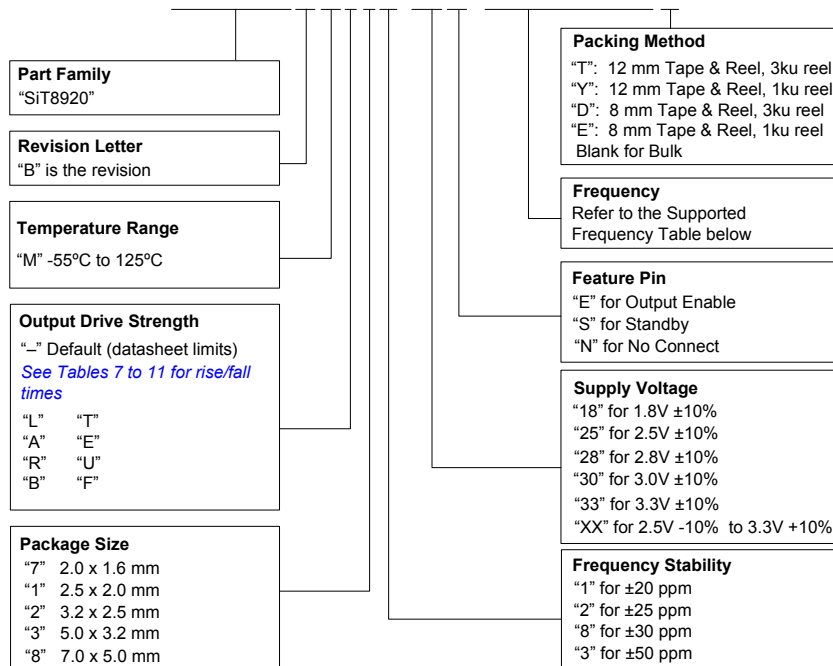 Part Family
“SiT8920”
Revision Letter
“B” is the revision
Temperature Range
“M” -55ºC to 125ºC
Output Drive Strength
“–” Default (datasheet limits)
See Tables 7 to 11 for rise/fall
times
“L” “T”
“A” “E”
“R” “U”
“B” “F”
Package Size
“7” 2.0 x 1.6 mm
“1” 2.5 x 2.0 mm
“2” 3.2 x 2.5 mm
“3” 5.0 x 3.2 mm
“8” 7.0 x 5.0 mm
Packing Method
“T”: 12 mm Tape & Reel, 3ku reel
“Y”: 12 mm Tape & Reel, 1ku reel
“D”: 8 mm Tape & Reel, 3ku reel
“E”: 8 mm Tape & Reel, 1ku reel
Blank for Bulk
Frequency
Refer to the Supported
Frequency Table below
Feature Pin
“E” for Output Enable
“S” for Standby
“N” for No Connect
Supply Voltage
“18” for 1.8V ±10%
“25” for 2.5V ±10%
“28” for 2.8V ±10%
“30” for 3.0V ±10%
“33” for 3.3V ±10%
“XX” for 2.5V -10% to 3.3V +10%
Frequency Stability
“1” for ±20 ppm
“2” for ±25 ppm
“8” for ±30 ppm
“3” for ±50 ppm